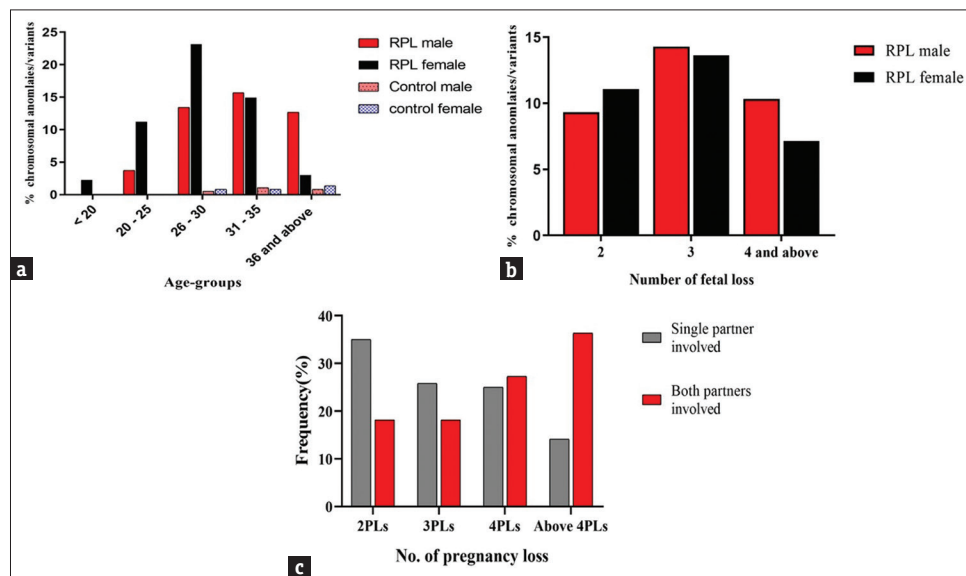 % chromosomal anomlaies/variants
25
20
15
10
5
0
< 20
20 - 25
26 - 30
31 - 35
36 and above
Age-groups
RPL male
RPL female
Control male
control female
a
% chromosomal anomlaies/variants
15
10
5
0
2
3
4 and above
Number of fetal loss
RPL male
RPL female
b
Frequency(%)
40
30
20
10
0
2PLs
3PLs
4PLs
Above 4PLs
No. of pregnancy loss
Single partner
involved
Both partners
involved
c